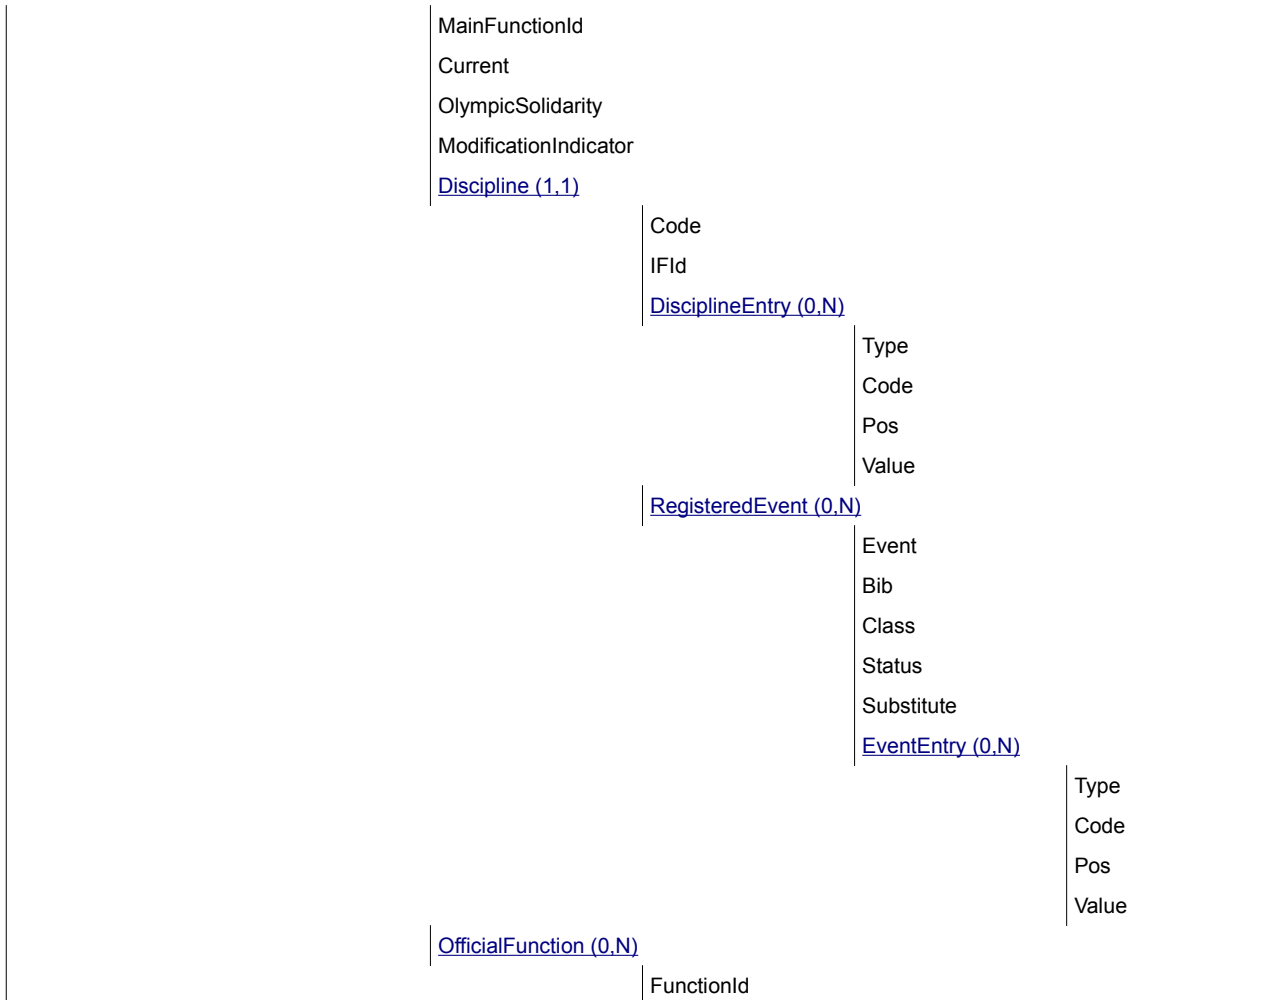 MainFunctionId
Current
OlympicSolidarity
ModificationIndicator
Discipline (1,1)
Code
IFId
DisciplineEntry (0,N)
Type
Code
Pos
Value
RegisteredEvent (0,N)
Event
Bib
Class
Status
Substitute
EventEntry (0,N)
Type
Code
Pos
Value
OfficialFunction (0,N)
FunctionId